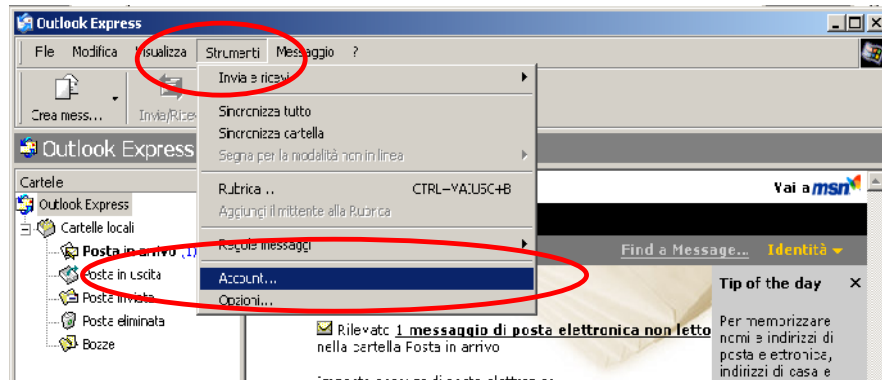 Outlook Express
File Modifica Visualizza Strumenti Messaggio ?
Crea mess... Invia/Ricev
Invia e ricevi
Sincronizza tutto
Sincronizza cartella
Segna per la modalità non in linea
Rubrica... CTRL-MAIUSC+B
Aggiungi il mittente alla Rubrica
Regole messaggi
Account...
Opzioni...
Outlook Express
Cartelle
Outlook Express
Cartelle locali
Posta in arrivo (1)
Posta in uscita
Posta inviata
Posta eliminata
Bozze
Vai a msn
Find a Message... Identità
Rilevato 1 messaggio di posta elettronica non letto
nella cartella Posta in arrivo
Tip of the day X
Per memorizzare
nomi e indirizzi di
posta elettronica,
indirizzi di casa e